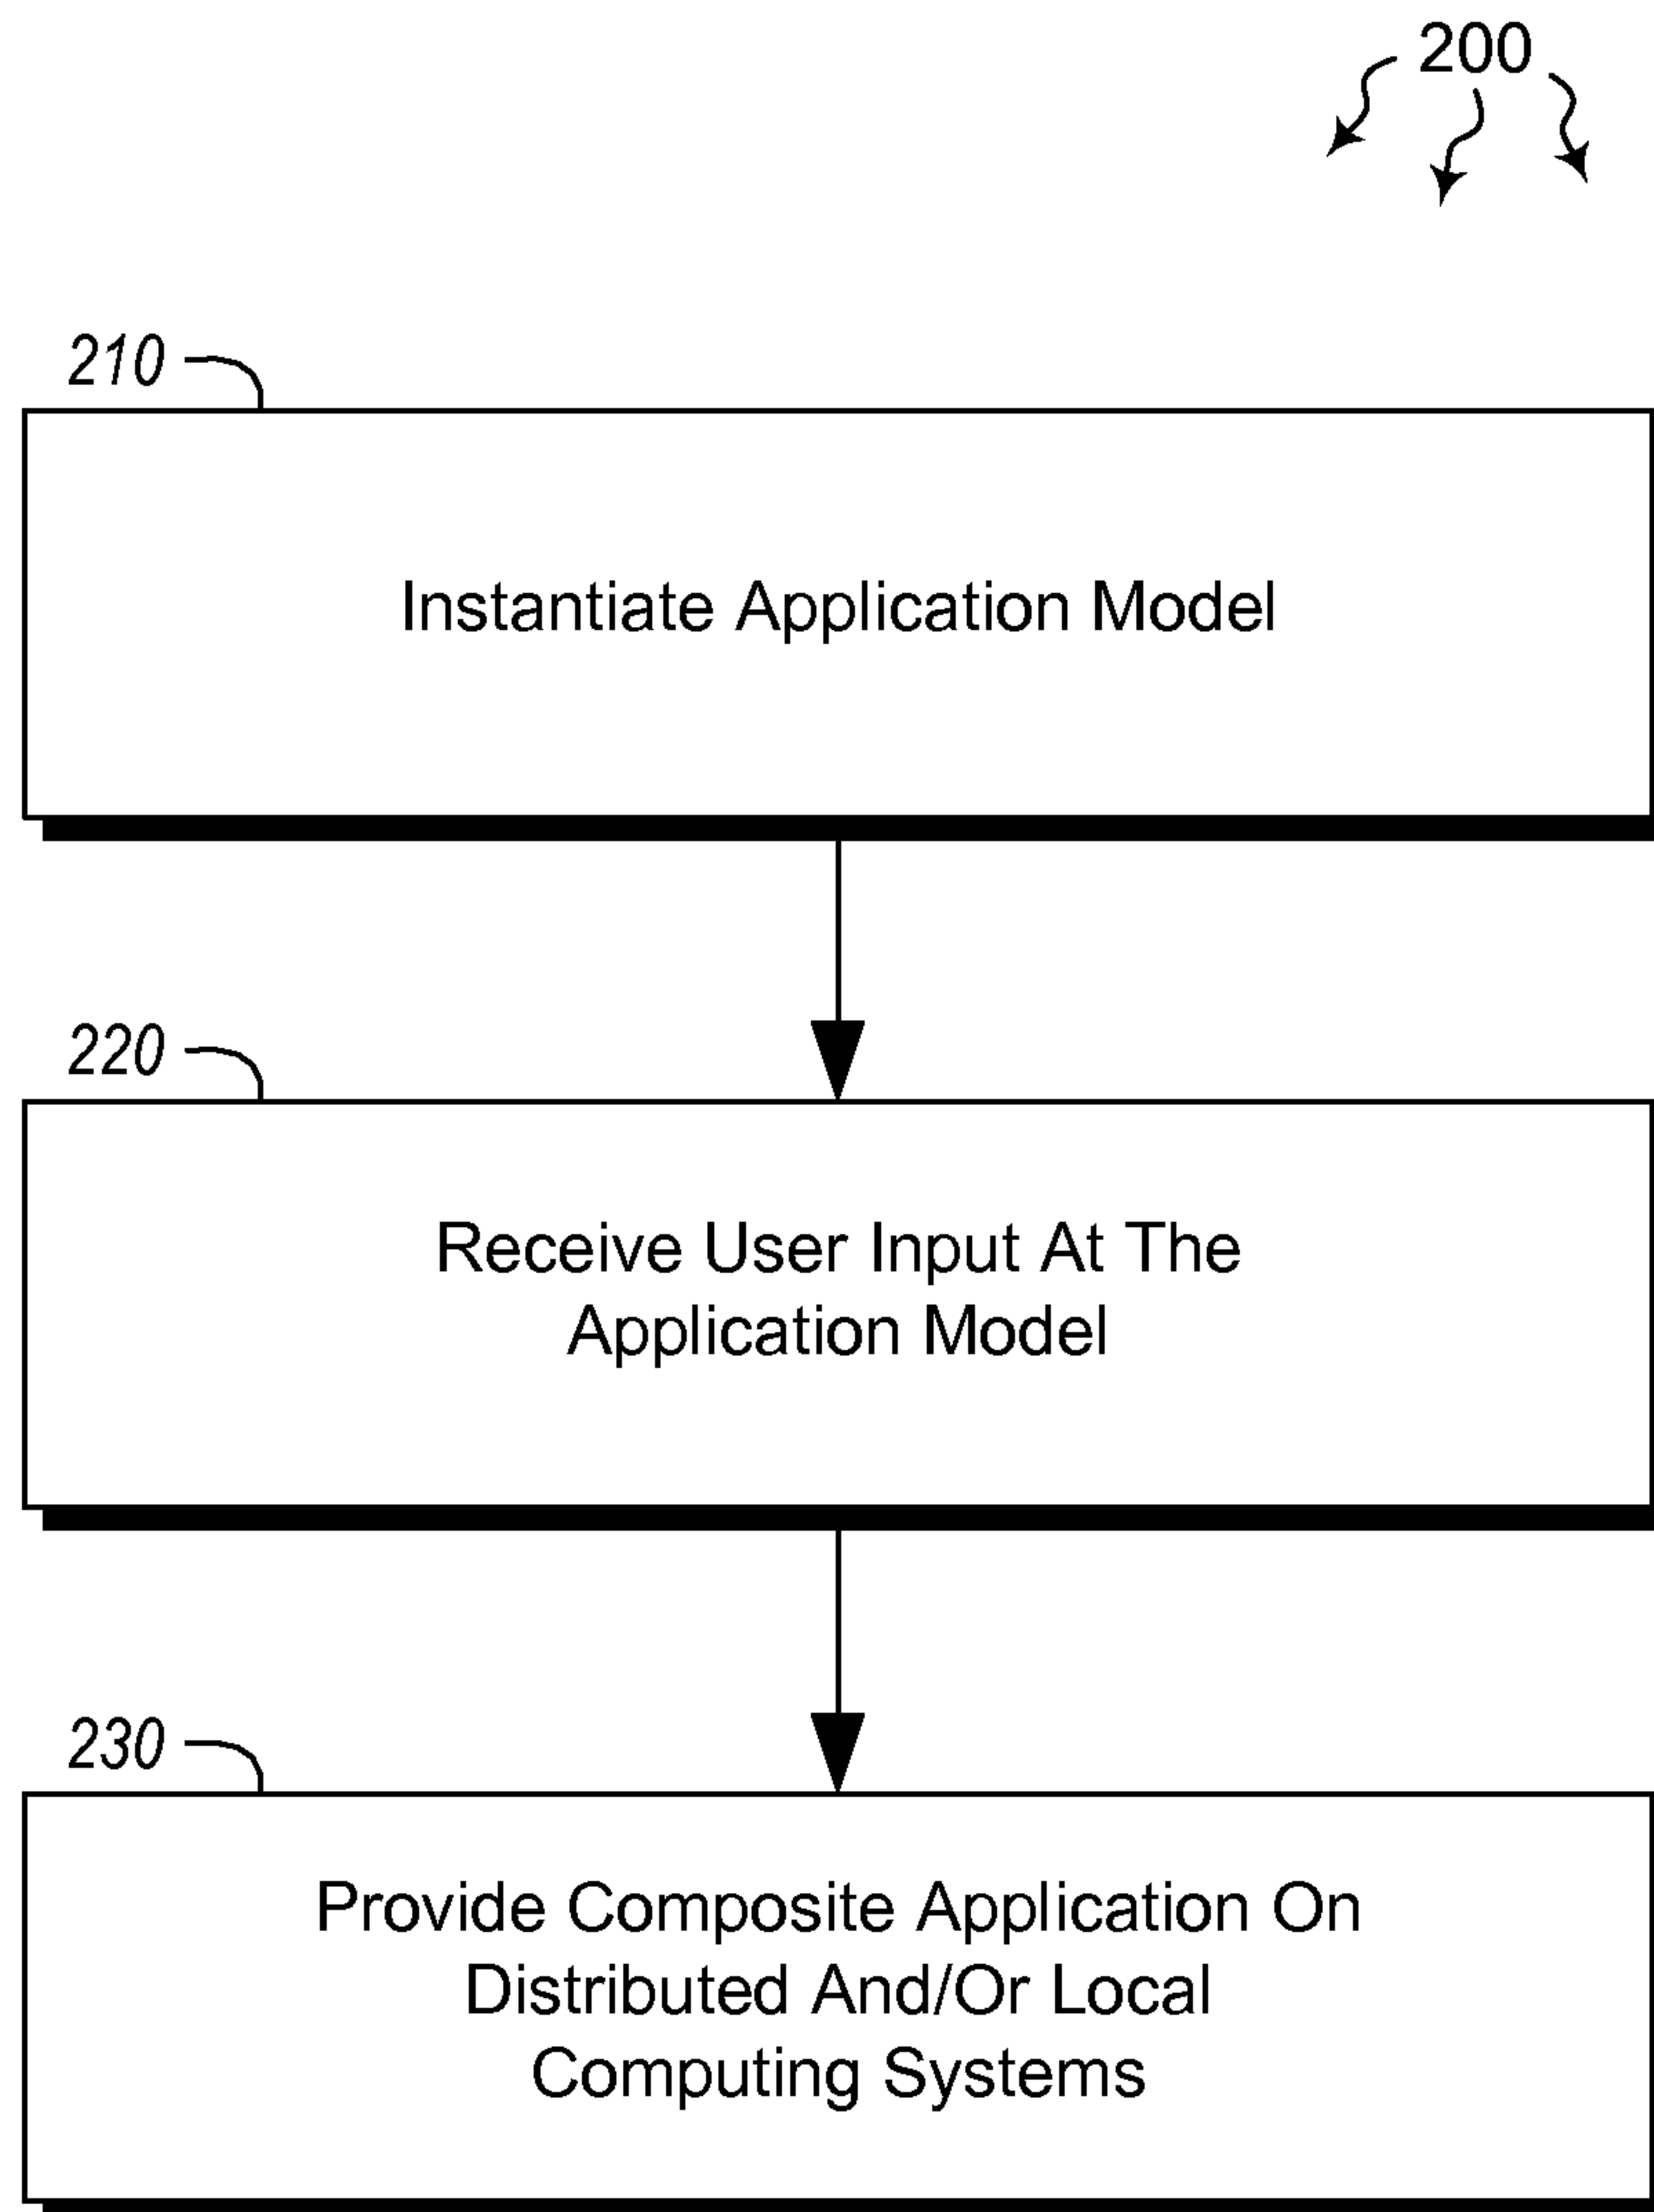 200
210
Instantiate Application Model
220
Receive User Input At The
Application Model
230
Provide Composite Application On
Distributed And/Or Local
Computing Systems